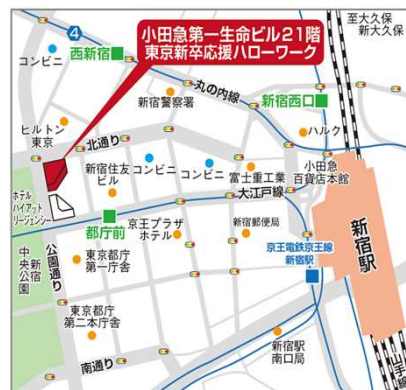 小田急第一生命ビル21階
東京新卒応援ハローワーク
至大久保
新大久保
4
コンビニ
西新宿
丸の内線
新宿警察署
新宿西口
ヒルトン
東京
北通り
ハルク
新宿住友
ビル
コンビニ
コンビニ
富士重工業
小田急
百貨店本館
大江戸線
ホテル
ハイアット
リージェンシー
都庁前
京王プラザ
ホテル
新宿郵便局
新宿駅
京王電鉄京王線
新宿駅
公園通り
新宿
中央公園
東京都庁
第一庁舎
東京都庁
第二本庁舎
南通り
新宿駅
南口局
山手線